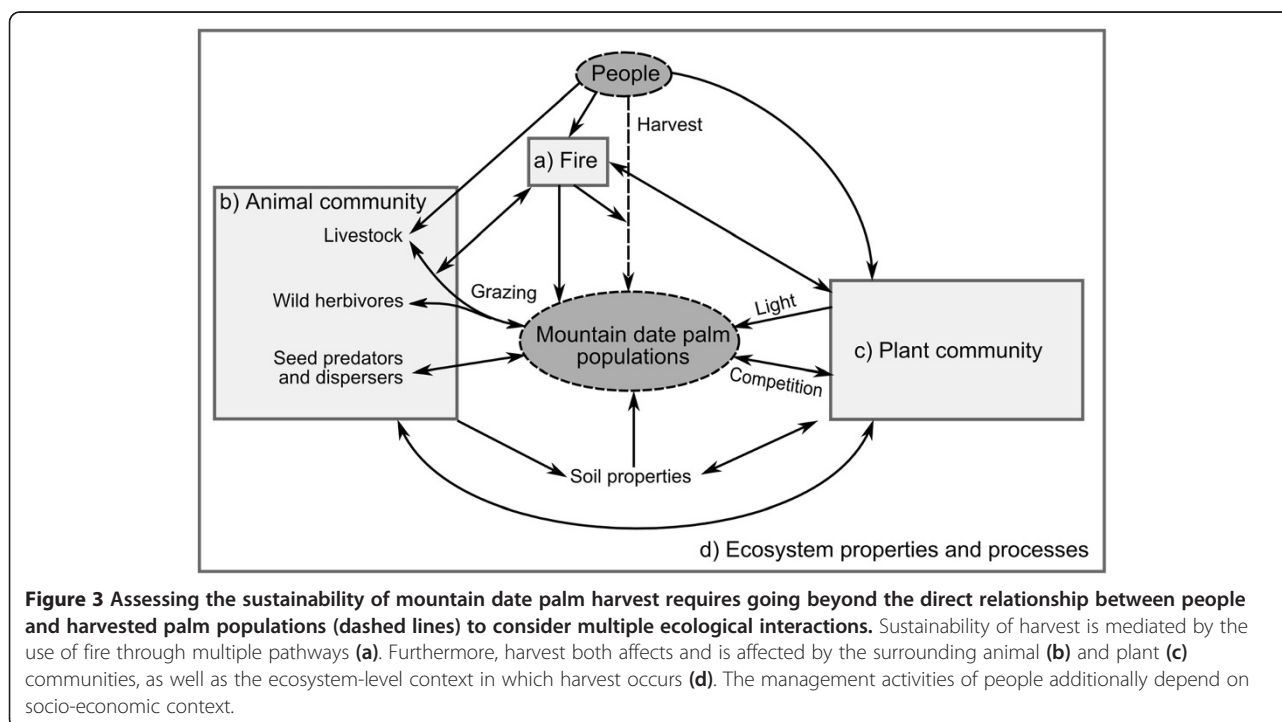 People
Harvest
a) Fire
b) Animal community
Livestock
Grazing
Wild herbivores
Light
Mountain date palm
populations
c) Plant community
Seed predators
and dispersers
Competition
Soil properties
d) Ecosystem properties and processes
Figure 3 Assessing the sustainability of mountain date palm harvest requires going beyond the direct relationship between people
and harvested palm populations (dashed lines) to consider multiple ecological interactions. Sustainability of harvest is mediated by the
use of fire through multiple pathways (a). Furthermore, harvest both affects and is affected by the surrounding animal (b) and plant (c)
communities, as well as the ecosystem-level context in which harvest occurs (d). The management activities of people additionally depend on
socio-economic context.